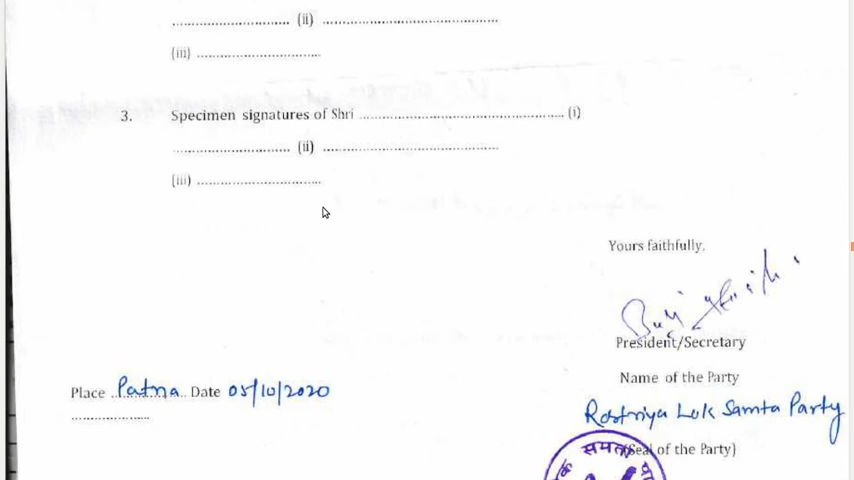 .......................... (ii) ..........................................
(iii) .............................
3. Specimen signatures of Shri .................................................. (i)
.......................... (ii) ..........................................
(iii) .............................
Yours faithfully,
President/Secretary
Name of the Party
Place ..Patna.. Date 05/10/2020
....................
Rastriya Lok Samta Party
क समता पा
(Seal of the Party)